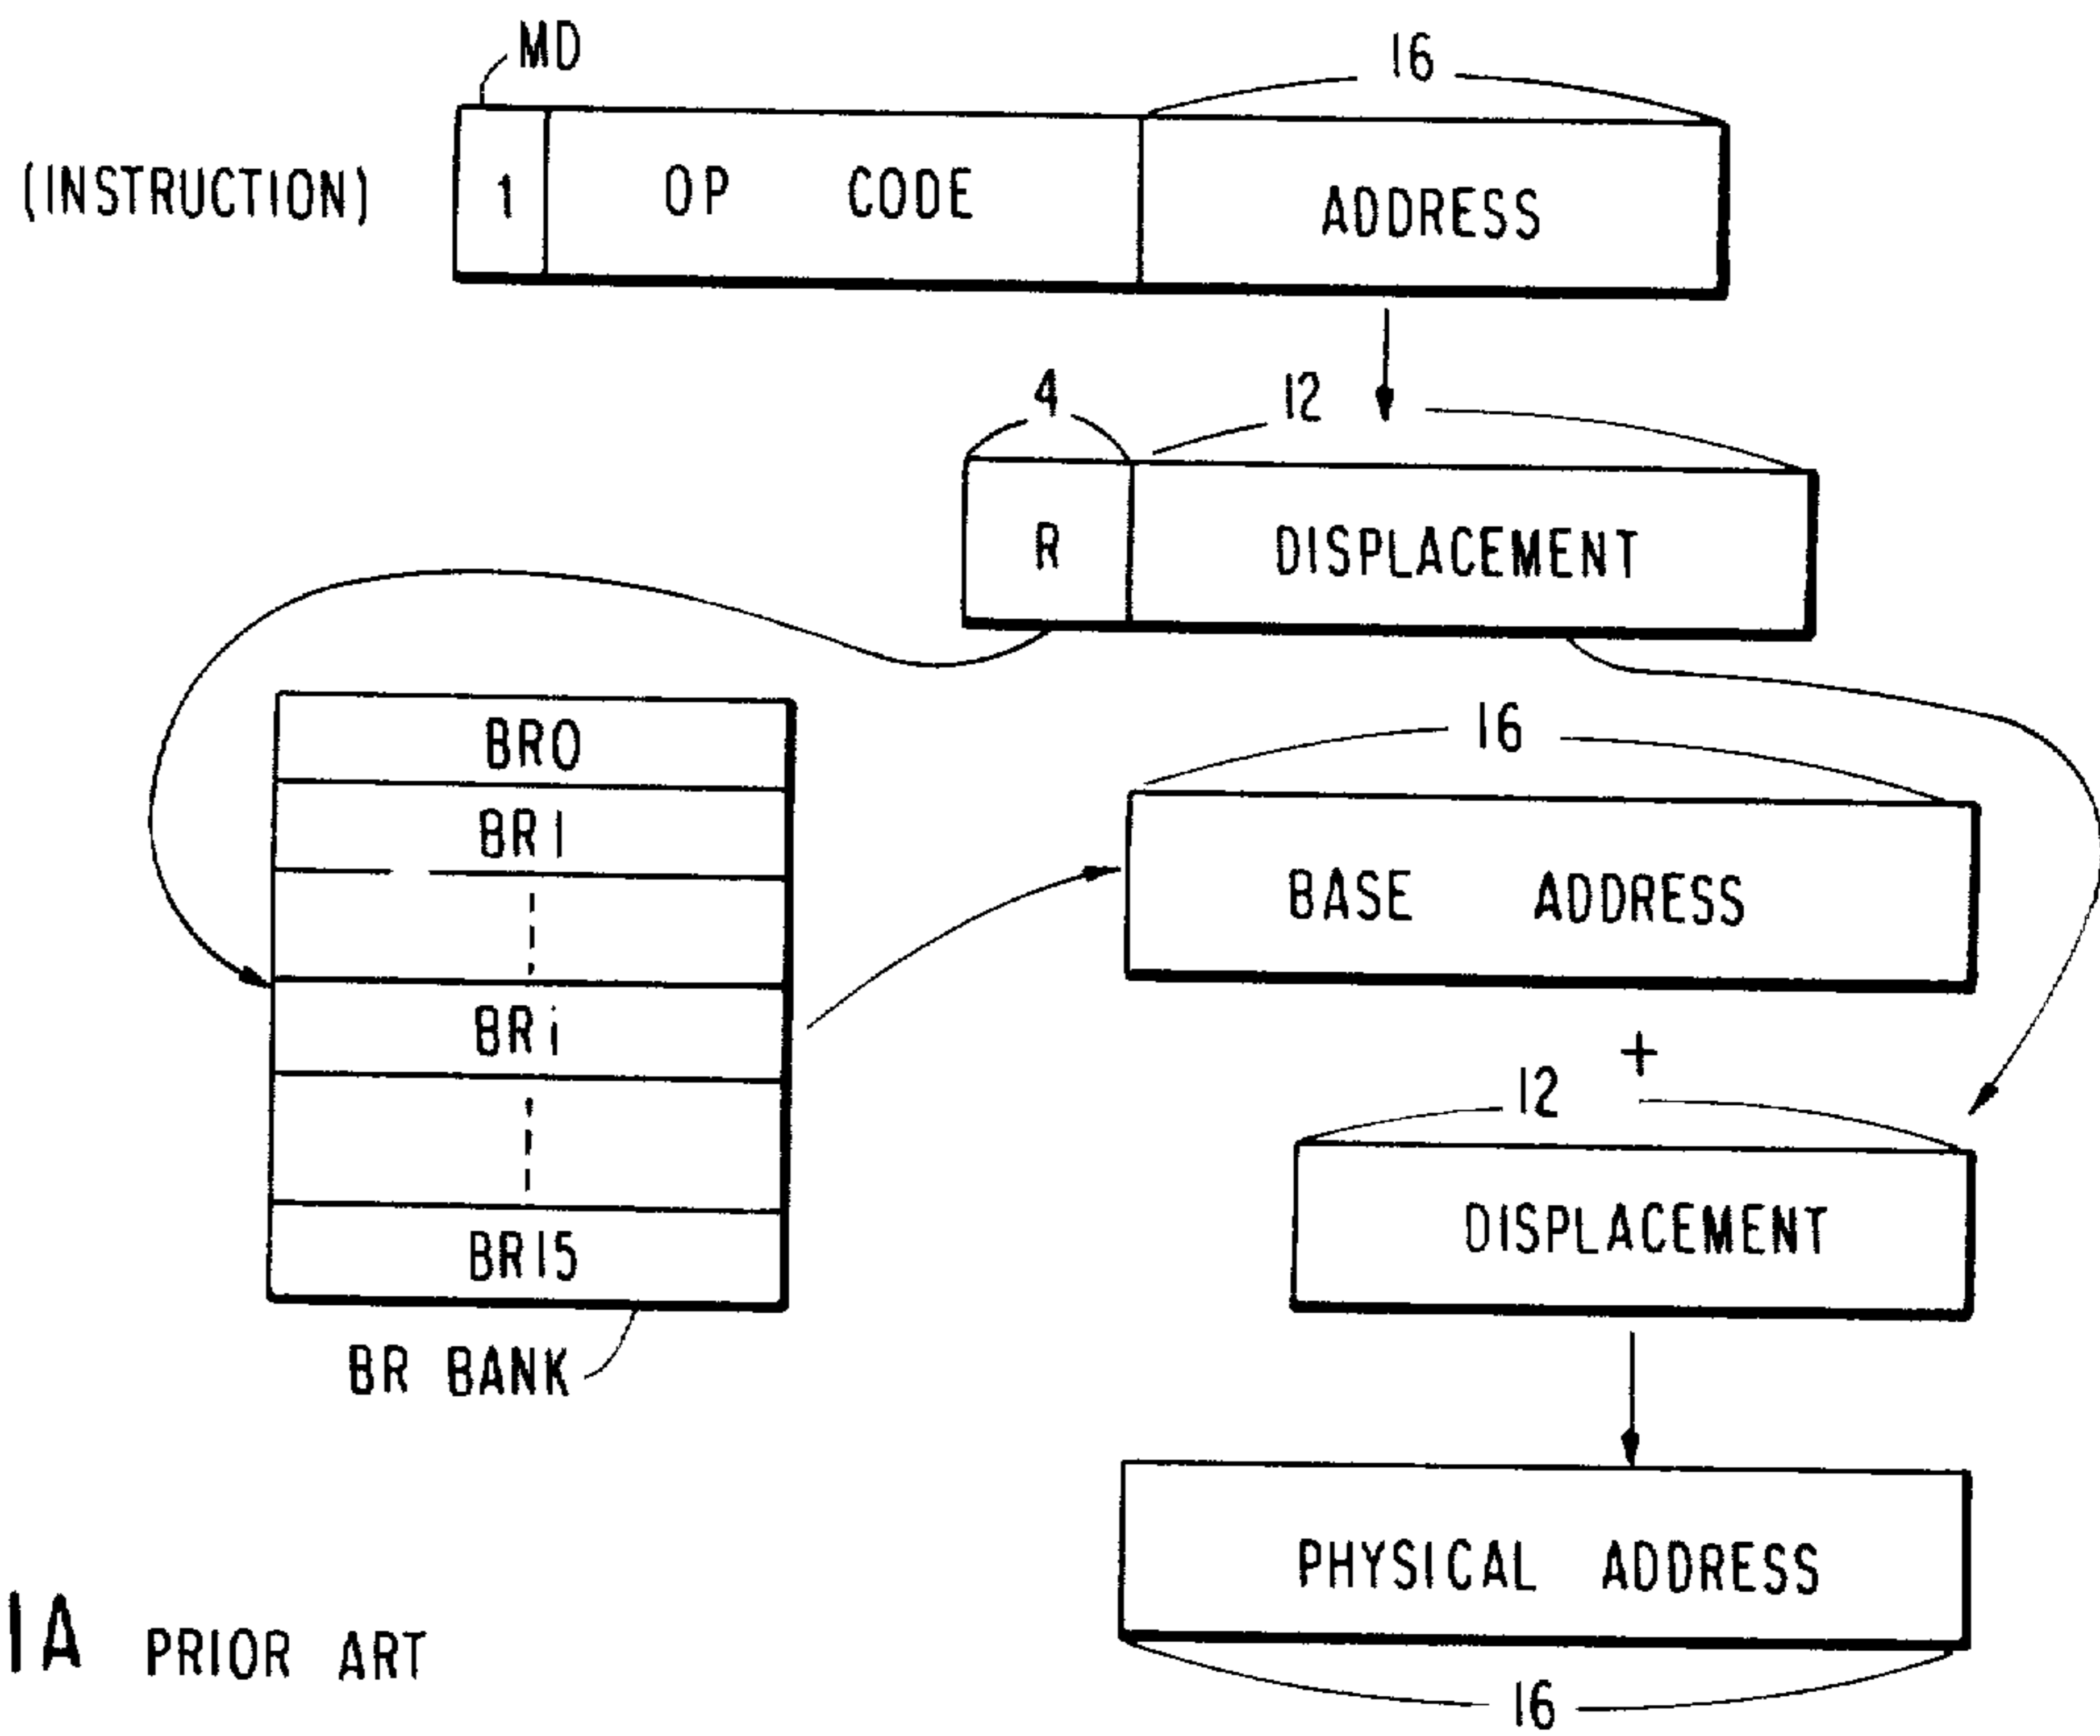 MD
16
(INSTRUCTION)
1 OP CODE ADDRESS
4 12
R DISPLACEMENT
16
BR0
BR1
BASE ADDRESS
BRi
+
12
DISPLACEMENT
BR15
BR BANK
PHYSICAL ADDRESS
1A PRIOR ART
16